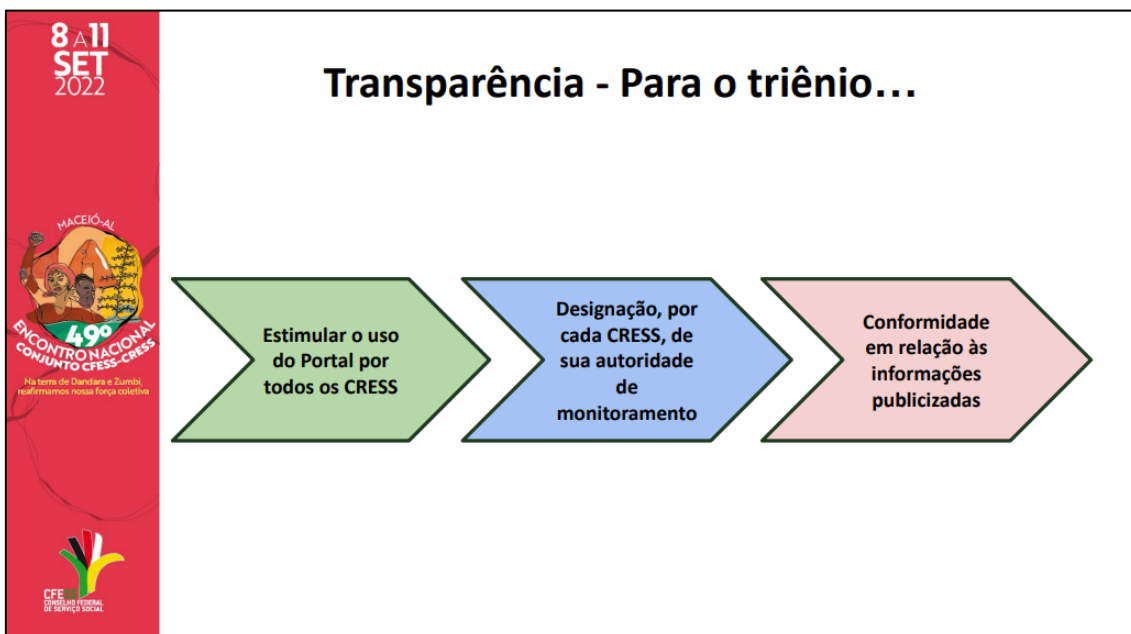 8 A 11
SET
2022
Transparência - Para o triênio…
MACEIÓ-AL
49º
ENCONTRO NACIONAL
CONJUNTO CFESS-CRESS
Na terra de Dandara e Zumbi,
reafirmamos nossa força coletiva
Estimular o uso
do Portal por
todos os CRESS
Designação, por
cada CRESS, de
sua autoridade
de
monitoramento
Conformidade
em relação às
informações
publicizadas
CFESS
CONSELHO FEDERAL
DE SERVIÇO SOCIAL